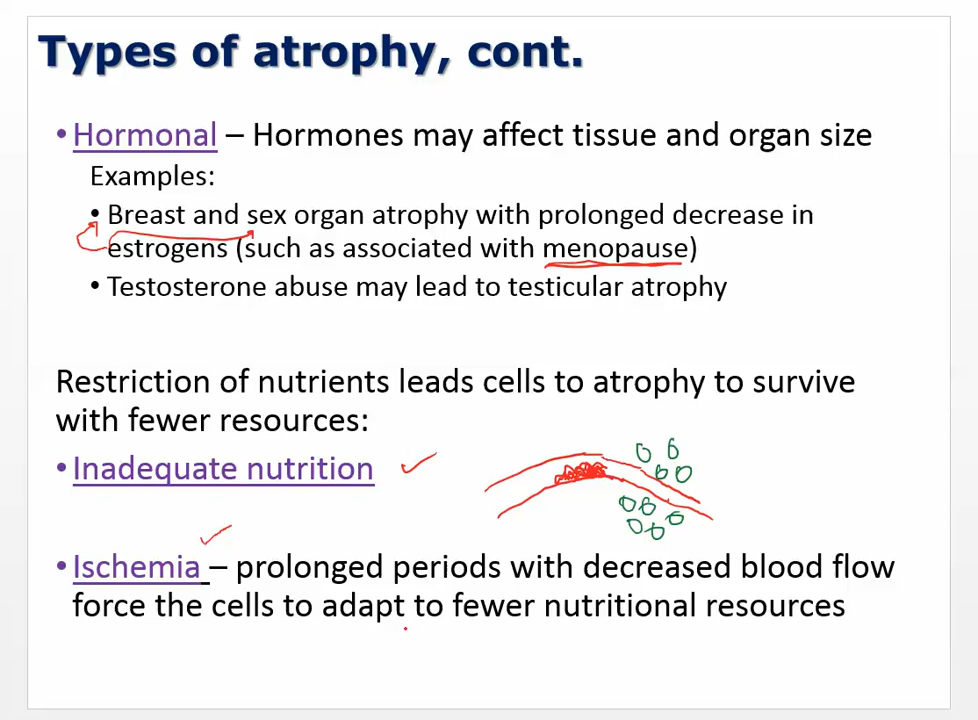 Types of atrophy, cont.
• Hormonal – Hormones may affect tissue and organ size
Examples:
• Breast and sex organ atrophy with prolonged decrease in
estrogens (such as associated with menopause)
• Testosterone abuse may lead to testicular atrophy
Restriction of nutrients leads cells to atrophy to survive
with fewer resources:
• Inadequate nutrition
• Ischemia – prolonged periods with decreased blood flow
force the cells to adapt to fewer nutritional resources